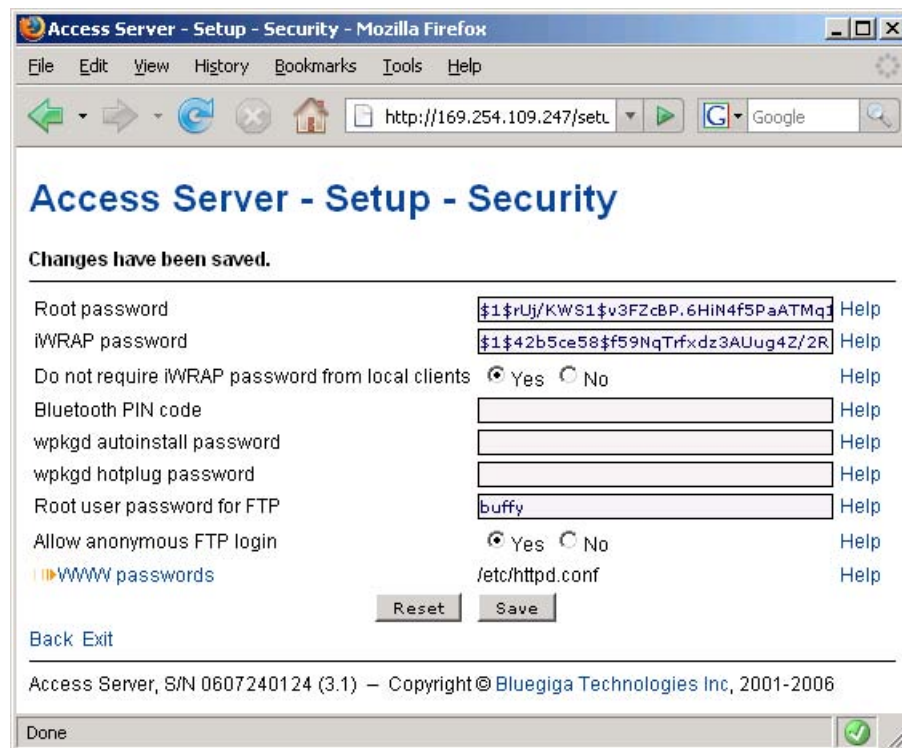 Access Server - Setup - Security - Mozilla Firefox
File Edit View History Bookmarks Tools Help
http://169.254.109.247/setu G Google
Access Server - Setup - Security
Changes have been saved.
Root password $1$rUj/KWS1$v3FZcBP.6HiN4f5PaATMq1 Help
iWRAP password $1$42b5ce58$f59NqTrfxdz3AUug4Z/2R Help
Do not require iWRAP password from local clients Yes No Help
Bluetooth PIN code Help
wpkgd autoinstall password Help
wpkgd hotplug password Help
Root user password for FTP buffy Help
Allow anonymous FTP login Yes No Help
WWW passwords /etc/httpd.conf Help
Reset Save
Back Exit
Access Server, S/N 0607240124 (3.1) – Copyright © Bluegiga Technologies Inc, 2001-2006
Done